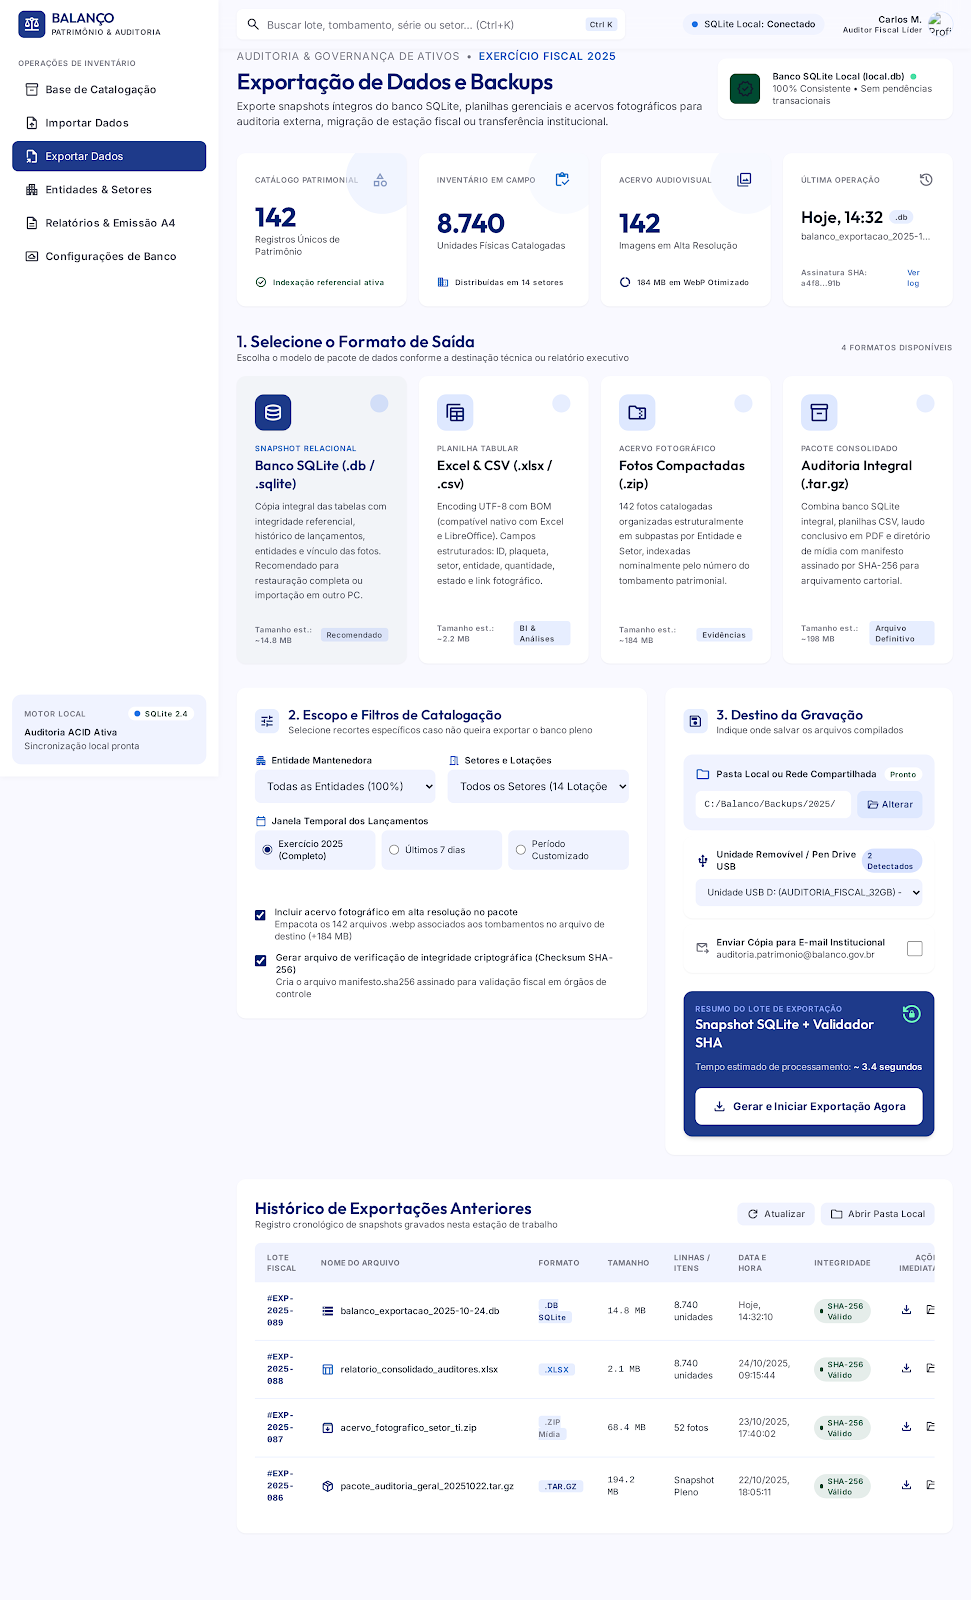 BALANÇO
PATRIMÔNIO & AUDITORIA
Buscar lote, tombamento, série ou setor... (Ctrl+K)
Ctrl K
SQLite Local: Conectado
Carlos M.
Auditor Fiscal Líder
Prof
OPERAÇÕES DE INVENTÁRIO
Base de Catalogação
Importar Dados
Exportar Dados
Entidades & Setores
Relatórios & Emissão A4
Configurações de Banco
MOTOR LOCAL
SQLite 2.4
Auditoria ACID Ativa
Sincronização local pronta
AUDITORIA & GOVERNANÇA DE ATIVOS • EXERCÍCIO FISCAL 2025
Exportação de Dados e Backups
Exporte snapshots íntegros do banco SQLite, planilhas gerenciais e acervos fotográficos para
auditoria externa, migração de estação fiscal ou transferência institucional.
Banco SQLite Local (local.db)
100% Consistente • Sem pendências
transacionais
CATÁLOGO PATRIMONIAL
142
Registros Únicos de
Patrimônio
Indexação referencial ativa
INVENTÁRIO EM CAMPO
8.740
Unidades Físicas Catalogadas
Distribuídas em 14 setores
ACERVO AUDIOVISUAL
142
Imagens em Alta Resolução
184 MB em WebP Otimizado
ÚLTIMA OPERAÇÃO
Hoje, 14:32
.db
balanco_exportacao_2025-1...
Assinatura SHA:
a4f8...91b
Ver
log
1. Selecione o Formato de Saída
Escolha o modelo de pacote de dados conforme a destinação técnica ou relatório executivo
4 FORMATOS DISPONÍVEIS
SNAPSHOT RELACIONAL
Banco SQLite (.db /
.sqlite)
Cópia integral das tabelas com
integridade referencial,
histórico de lançamentos,
entidades e vínculo das fotos.
Recomendado para
restauração completa ou
importação em outro PC.
Tamanho est.:
~14.8 MB
Recomendado
PLANILHA TABULAR
Excel & CSV (.xlsx /
.csv)
Encoding UTF-8 com BOM
(compatível nativo com Excel
e LibreOffice). Campos
estruturados: ID, plaqueta,
setor, entidade, quantidade,
estado e link fotográfico.
Tamanho est.:
~2.2 MB
BI &
Análises
ACERVO FOTOGRÁFICO
Fotos Compactadas
(.zip)
142 fotos catalogadas
organizadas estruturalmente
em subpastas por Entidade e
Setor, indexadas
nominalmente pelo número do
tombamento patrimonial.
Tamanho est.:
~184 MB
Evidências
PACOTE CONSOLIDADO
Auditoria Integral
(.tar.gz)
Combina banco SQLite
integral, planilhas CSV, laudo
conclusivo em PDF e diretório
de mídia com manifesto
assinado por SHA-256 para
arquivamento cartorial.
Tamanho est.:
~198 MB
Arquivo
Definitivo
2. Escopo e Filtros de Catalogação
Selecione recortes específicos caso não queira exportar o banco pleno
Entidade Mantenedora
Todas as Entidades (100%)
Setores e Lotações
Todos os Setores (14 Lotaçõe
Janela Temporal dos Lançamentos
Exercício 2025
(Completo)
Últimos 7 dias
Período
Customizado
Incluir acervo fotográfico em alta resolução no pacote
Empacota os 142 arquivos .webp associados aos tombamentos no arquivo de
destino (+184 MB)
Gerar arquivo de verificação de integridade criptográfica (Checksum SHA-
256)
Cria o arquivo manifesto.sha256 assinado para validação fiscal em órgãos de
controle
3. Destino da Gravação
Indique onde salvar os arquivos compilados
Pasta Local ou Rede Compartilhada
Pronto
C:/Balanco/Backups/2025/
Alterar
Unidade Removível / Pen Drive
USB
2
Detectados
Unidade USB D: (AUDITORIA_FISCAL_32GB) -
Enviar Cópia para E-mail Institucional
auditoria.patrimonio@balanco.gov.br
RESUMO DO LOTE DE EXPORTAÇÃO
Snapshot SQLite + Validador
SHA
Tempo estimado de processamento: ~ 3.4 segundos
Gerar e Iniciar Exportação Agora
Histórico de Exportações Anteriores
Registro cronológico de snapshots gravados nesta estação de trabalho
Atualizar
Abrir Pasta Local
LOTE
FISCAL
NOME DO ARQUIVO
FORMATO
TAMANHO
LINHAS /
ITENS
DATA E
HORA
INTEGRIDADE
AÇÕ
IMEDIATA
#EXP-
2025-
089
balanco_exportacao_2025-10-24.db
.DB
SQLite
14.8 MB
8.740
unidades
Hoje,
14:32:10
SHA-256
Válido
#EXP-
2025-
088
relatorio_consolidado_auditores.xlsx
.XLSX
2.1 MB
8.740
unidades
24/10/2025,
09:15:44
SHA-256
Válido
#EXP-
2025-
087
acervo_fotografico_setor_ti.zip
.ZIP
Mídia
68.4 MB
52 fotos
23/10/2025,
17:40:02
SHA-256
Válido
#EXP-
2025-
086
pacote_auditoria_geral_20251022.tar.gz
.TAR.GZ
194.2
MB
Snapshot
Pleno
22/10/2025,
18:05:11
SHA-256
Válido